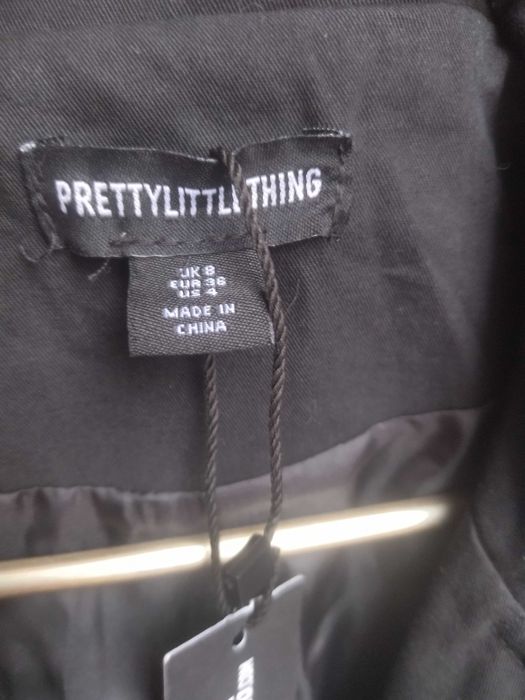 PRETTYLITTLETHING
UK 8
EUR 36
US 4
MADE IN
CHINA